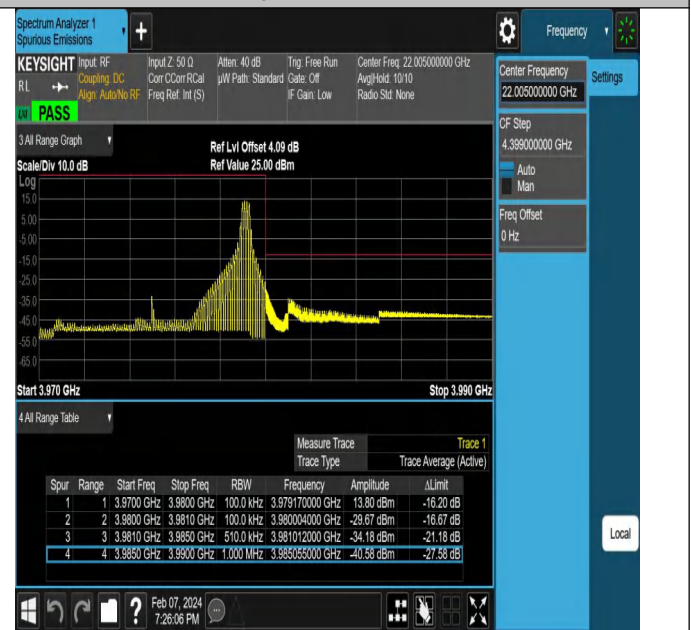 Spectrum Analyzer 1
Spurious Emissions
Frequency
KEYSIGHT
RL
Input: RF
Coupling: DC
Align: Auto/No RF
Input Z: 50 Ω
Corr CCorr RCal
Freq Ref: Int (S)
Atten: 40 dB
µW Path: Standard
Trig: Free Run
Gate: Off
IF Gain: Low
Center Freq: 22.005000000 GHz
Avg|Hold: 10/10
Radio Std: None
PASS
Center Frequency
22.005000000 GHz
Settings
CF Step
4.399000000 GHz
Auto
Man
Freq Offset
0 Hz
3 All Range Graph
Scale/Div 10.0 dB
Ref Lvl Offset 4.09 dB
Ref Value 25.00 dBm
Log
15.0
5.00
-5.00
-15.0
-25.0
-35.0
-45.0
-55.0
-65.0
Start 3.970 GHz Stop 3.990 GHz
4 All Range Table
Measure Trace Trace 1
Trace Type Trace Average (Active)
Spur Range Start Freq Stop Freq RBW Frequency Amplitude ΔLimit
1 1 3.9700 GHz 3.9800 GHz 100.0 kHz 3.979170000 GHz 13.80 dBm -16.20 dB
2 2 3.9800 GHz 3.9810 GHz 100.0 kHz 3.980004000 GHz -29.67 dBm -16.67 dB
3 3 3.9810 GHz 3.9850 GHz 510.0 kHz 3.981012000 GHz -34.18 dBm -21.18 dB
4 4 3.9850 GHz 3.9900 GHz 1.000 MHz 3.985055000 GHz -40.58 dBm -27.58 dB
Local
Feb 07, 2024
7:26:06 PM